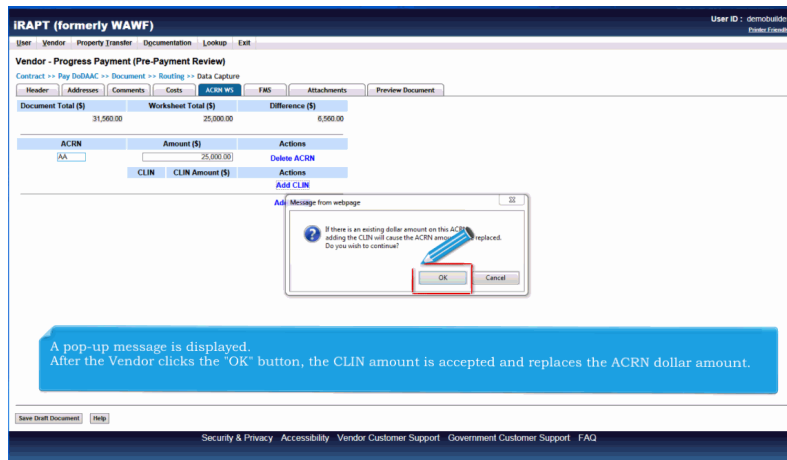 User ID : demobuilde
iRAPT (formerly WAWF)
Printer Friendl
User Vendor Property Transfer Documentation Lookup Exit
Vendor - Progress Payment (Pre-Payment Review)
Contract >> Pay DoDAAC >> Document >> Routing >> Data Capture
Header Addresses Comments Costs ACRN WS FMS Attachments Preview Document
Document Total ($) Worksheet Total ($) Difference ($)
31,560.00 25,000.00 6,560.00
ACRN Amount ($) Actions
AA 25,000.00 Delete ACRN
CLIN CLIN Amount ($) Actions
Add CLIN
Add
Message from webpage
If there is an existing dollar amount on this ACRN
adding the CLIN will cause the ACRN amou replaced.
Do you wish to continue?
OK Cancel
A pop-up message is displayed.
After the Vendor clicks the "OK" button, the CLIN amount is accepted and replaces the ACRN dollar amount.
Save Draft Document Help
Security & Privacy Accessibility Vendor Customer Support Government Customer Support FAQ